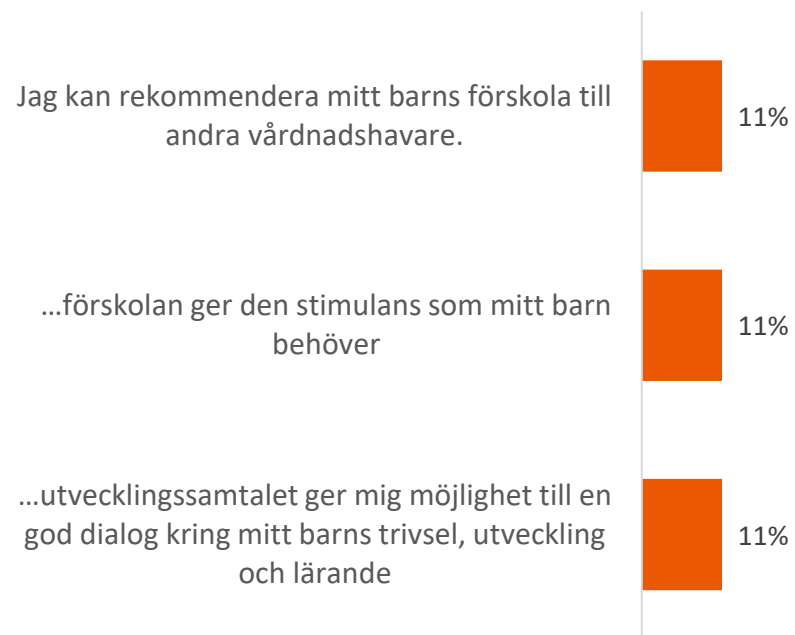 Jag kan rekommendera mitt barns förskola till
andra vårdnadshavare.
11%
...förskolan ger den stimulans som mitt barn
behöver
11%
...utvecklingssamtalet ger mig möjlighet till en
god dialog kring mitt barns trivsel, utveckling
och lärande
11%